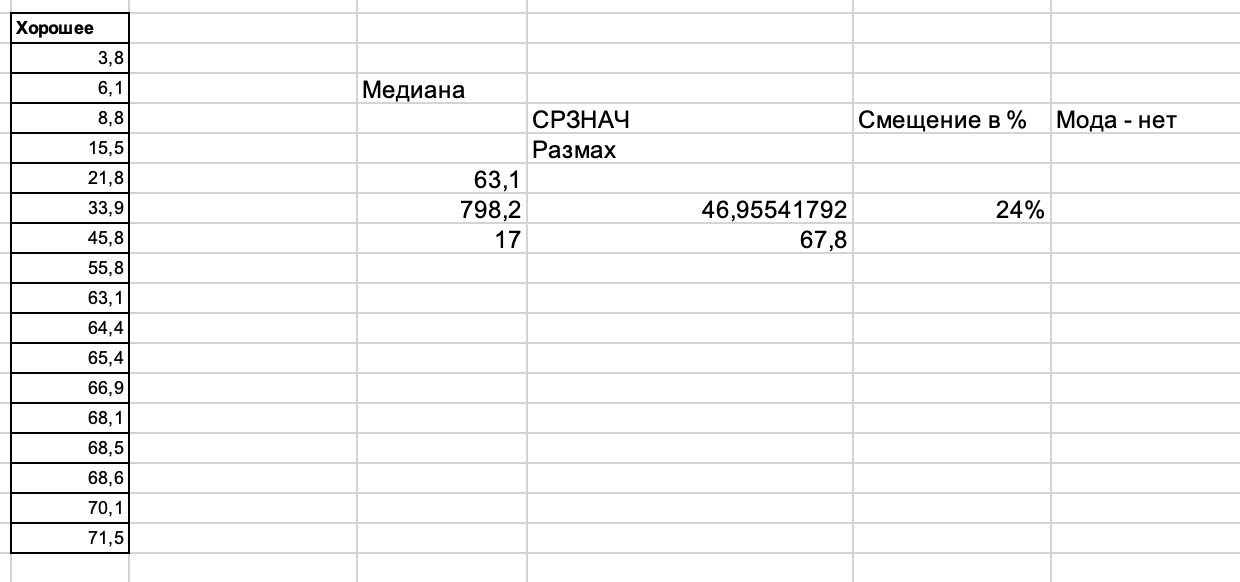 Хорошее
3,8
6,1 Медиана
8,8 СРЗНАЧ Смещение в % Мода - нет
15,5 Размах
21,8 63,1
33,9 798,2 46,95541792 24%
45,8 17 67,8
55,8
63,1
64,4
65,4
66,9
68,1
68,5
68,6
70,1
71,5